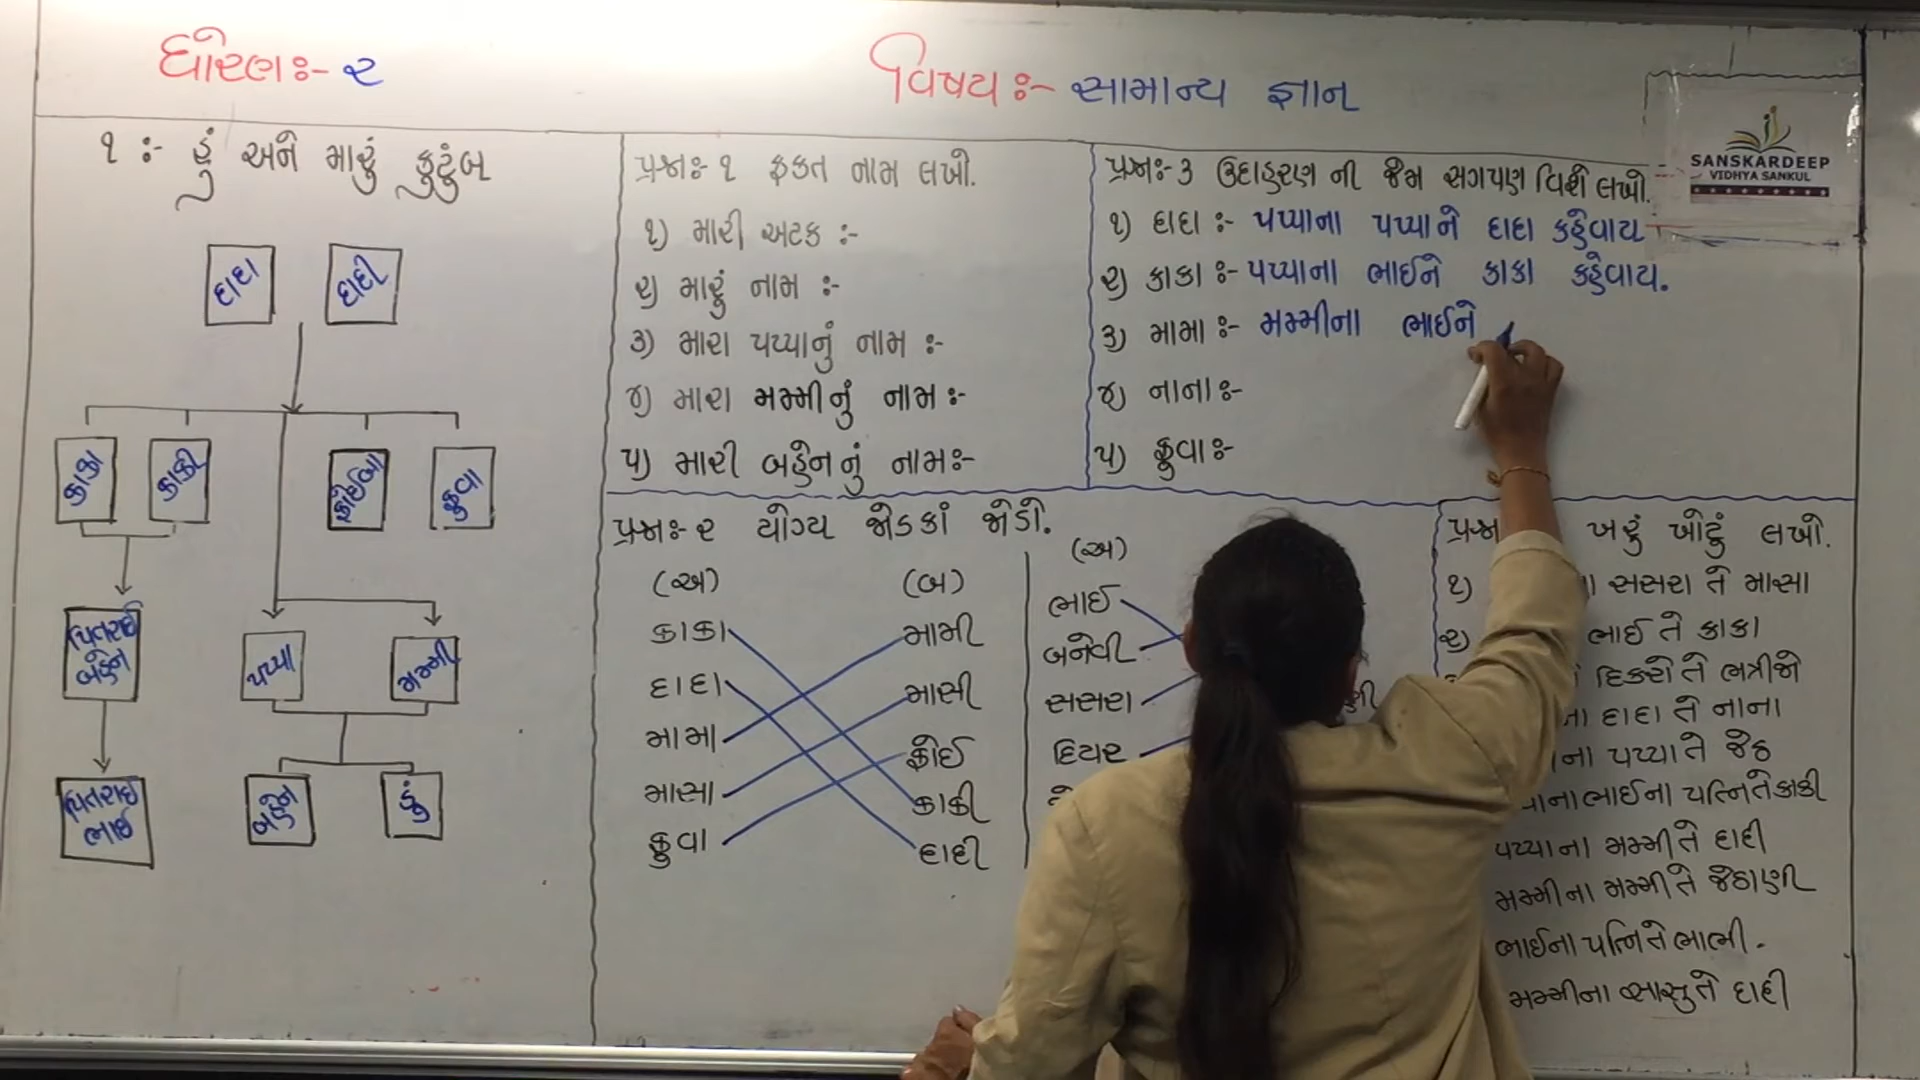 ધોરણઃ- ૨
વિષયઃ- સામાન્ય જ્ઞાન
SANSKARDEEP
VIDHYA SANKUL
૧ઃ- હું અને મારું કુટુંબ
દાદા
દાદી
કાકા
કાકી
ફોઈબા
ફુવા
પિતરાઈ બહેન
પપ્પા
મમ્મી
પિતરાઈ ભાઈ
બહેન
હું
પ્રશ્નઃ- ૧ ફક્ત નામ લખો.
૧) મારી અટક :-
૨) મારું નામ :-
૩) મારા પપ્પાનું નામ :-
૪) મારા મમ્મીનું નામ :-
૫) મારી બહેનનું નામઃ-
પ્રશ્નઃ- ૨ યોગ્ય જોડકાં જોડો.
(અ) (બ)
કાકા મામી
દાદા માસી
મામા ફોઈ
માસા કાકી
ફુવા દાદી
(અ)
ભાઈ
બનેવી
સસરા
દિયર
પ્રશ્નઃ- ૩ ઉદાહરણ ની જેમ સગપણ વિશે લખો.
૧) દાદા :- પપ્પાના પપ્પાને દાદા કહેવાય
૨) કાકા :- પપ્પાના ભાઈને કાકા કહેવાય.
૩) મામા :- મમ્મીના ભાઈને
૪) નાના :-
૫) ફુવા :-
પ્રશ્ન ખરું ખોટું લખો.
૧) સસરા તે માસા
૨) ભાઈ તે કાકા
દિકરો તે ભત્રીજો
દાદા તે નાના
પપ્પા તે જેઠ
ભાઈના પત્નિ તે કાકી
પપ્પાના મમ્મી તે દાદી
મમ્મીના મમ્મી તે જેઠાણી
ભાઈના પત્નિ તે ભાભી.
મમ્મીના સાસુ તે દાદી